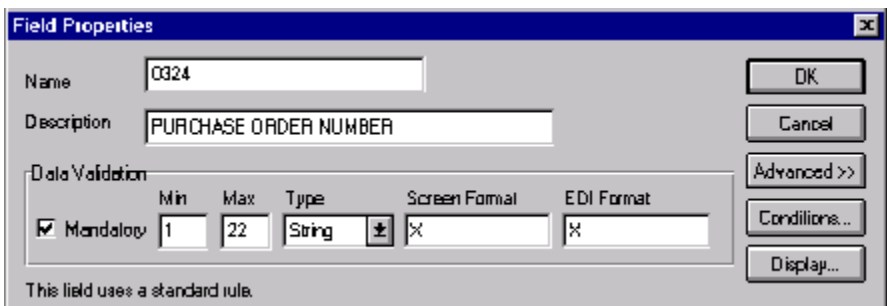 Field Properties
Name 0324
Description PURCHASE ORDER NUMBER
Data Validation
Min Max Type Screen Format EDI Format
Mandatory 1 22 String X X
This field uses a standard rule.
OK
Cancel
Advanced >>
Conditions...
Display...